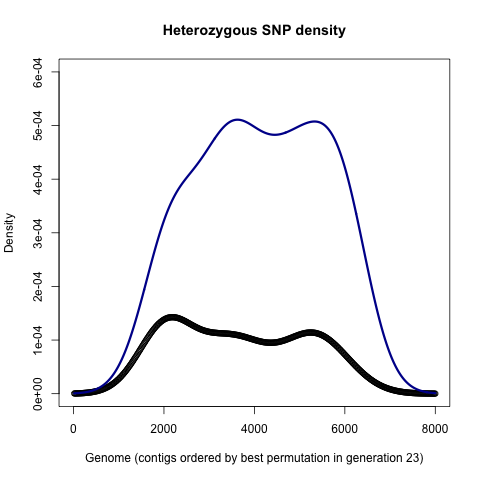 Heterozygous SNP density
6e-04
5e-04
4e-04
3e-04
2e-04
1e-04
0e+00
Density
0 2000 4000 6000 8000
Genome (contigs ordered by best permutation in generation 23)